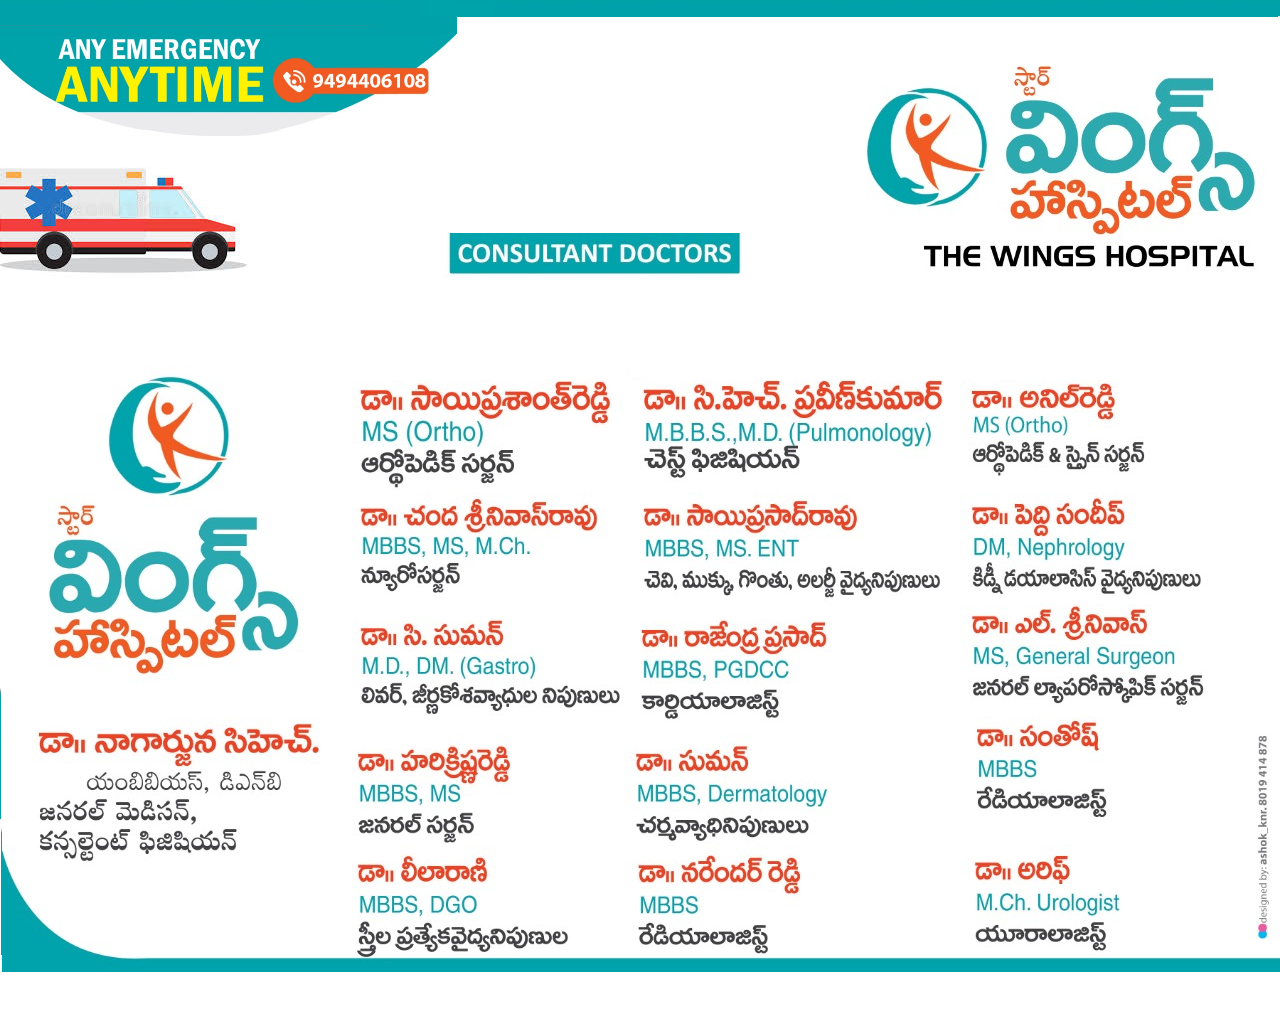 ANY EMERGENCY
ANYTIME
9494406108
స్టార్
వింగ్స్
హాస్పిటల్
THE WINGS HOSPITAL
CONSULTANT DOCTORS
స్టార్
వింగ్స్
హాస్పిటల్
డా॥ నాగార్జున సిహెచ్.
యంబిబియస్, డిఎన్‌బి
జనరల్ మెడిసన్,
కన్సల్టెంట్ ఫిజిషియన్
డా॥ సాయిప్రశాంత్‌రెడ్డి
MS (Ortho)
ఆర్థోపెడిక్ సర్జన్
డా॥ చంద శ్రీనివాస్‌రావు
MBBS, MS, M.Ch.
న్యూరోసర్జన్
డా॥ సి. సుమన్
M.D., DM. (Gastro)
లివర్, జీర్ణకోశవ్యాధుల నిపుణులు
డా॥ హరిక్రిష్ణరెడ్డి
MBBS, MS
జనరల్ సర్జన్
డా॥ లీలారాణి
MBBS, DGO
స్త్రీల ప్రత్యేకవైద్యనిపుణుల
డా॥ సి.హెచ్. ప్రవీణ్‌కుమార్
M.B.B.S.,M.D. (Pulmonology)
చెస్ట్ ఫిజిషియన్
డా॥ సాయిప్రసాద్‌రావు
MBBS, MS. ENT
చెవి, ముక్కు, గొంతు, అలర్జీ వైద్యనిపుణులు
డా॥ రాజేంద్ర ప్రసాద్
MBBS, PGDCC
కార్డియాలాజిస్ట్
డా॥ సుమన్
MBBS, Dermatology
చర్మవ్యాధినిపుణులు
డా॥ నరేందర్ రెడ్డి
MBBS
రేడియాలాజిస్ట్
డా॥ అనిల్‌రెడ్డి
MS (Ortho)
ఆర్థోపెడిక్ & స్పైన్ సర్జన్
డా॥ పెద్ది సందీప్
DM, Nephrology
కిడ్నీ డయాలాసిస్ వైద్యనిపుణులు
డా॥ ఎల్. శ్రీనివాస్
MS, General Surgeon
జనరల్ ల్యాపరోస్కోపిక్ సర్జన్
డా॥ సంతోష్
MBBS
రేడియాలాజిస్ట్
డా॥ అరిఫ్
M.Ch. Urologist
యూరాలాజిస్ట్
designed by: ashok_knr. 8019 414 878